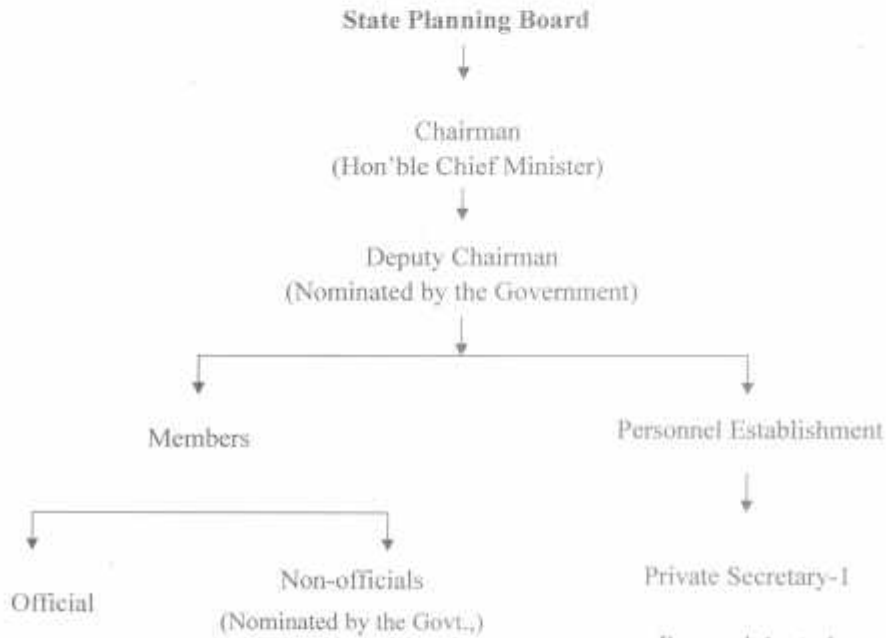 State Planning Board
Chairman
(Hon'ble Chief Minister)
Deputy Chairman
(Nominated by the Government)
Members
Personnel Establishment
Official
Non-officials
(Nominated by the Govt.,)
Private Secretary-1